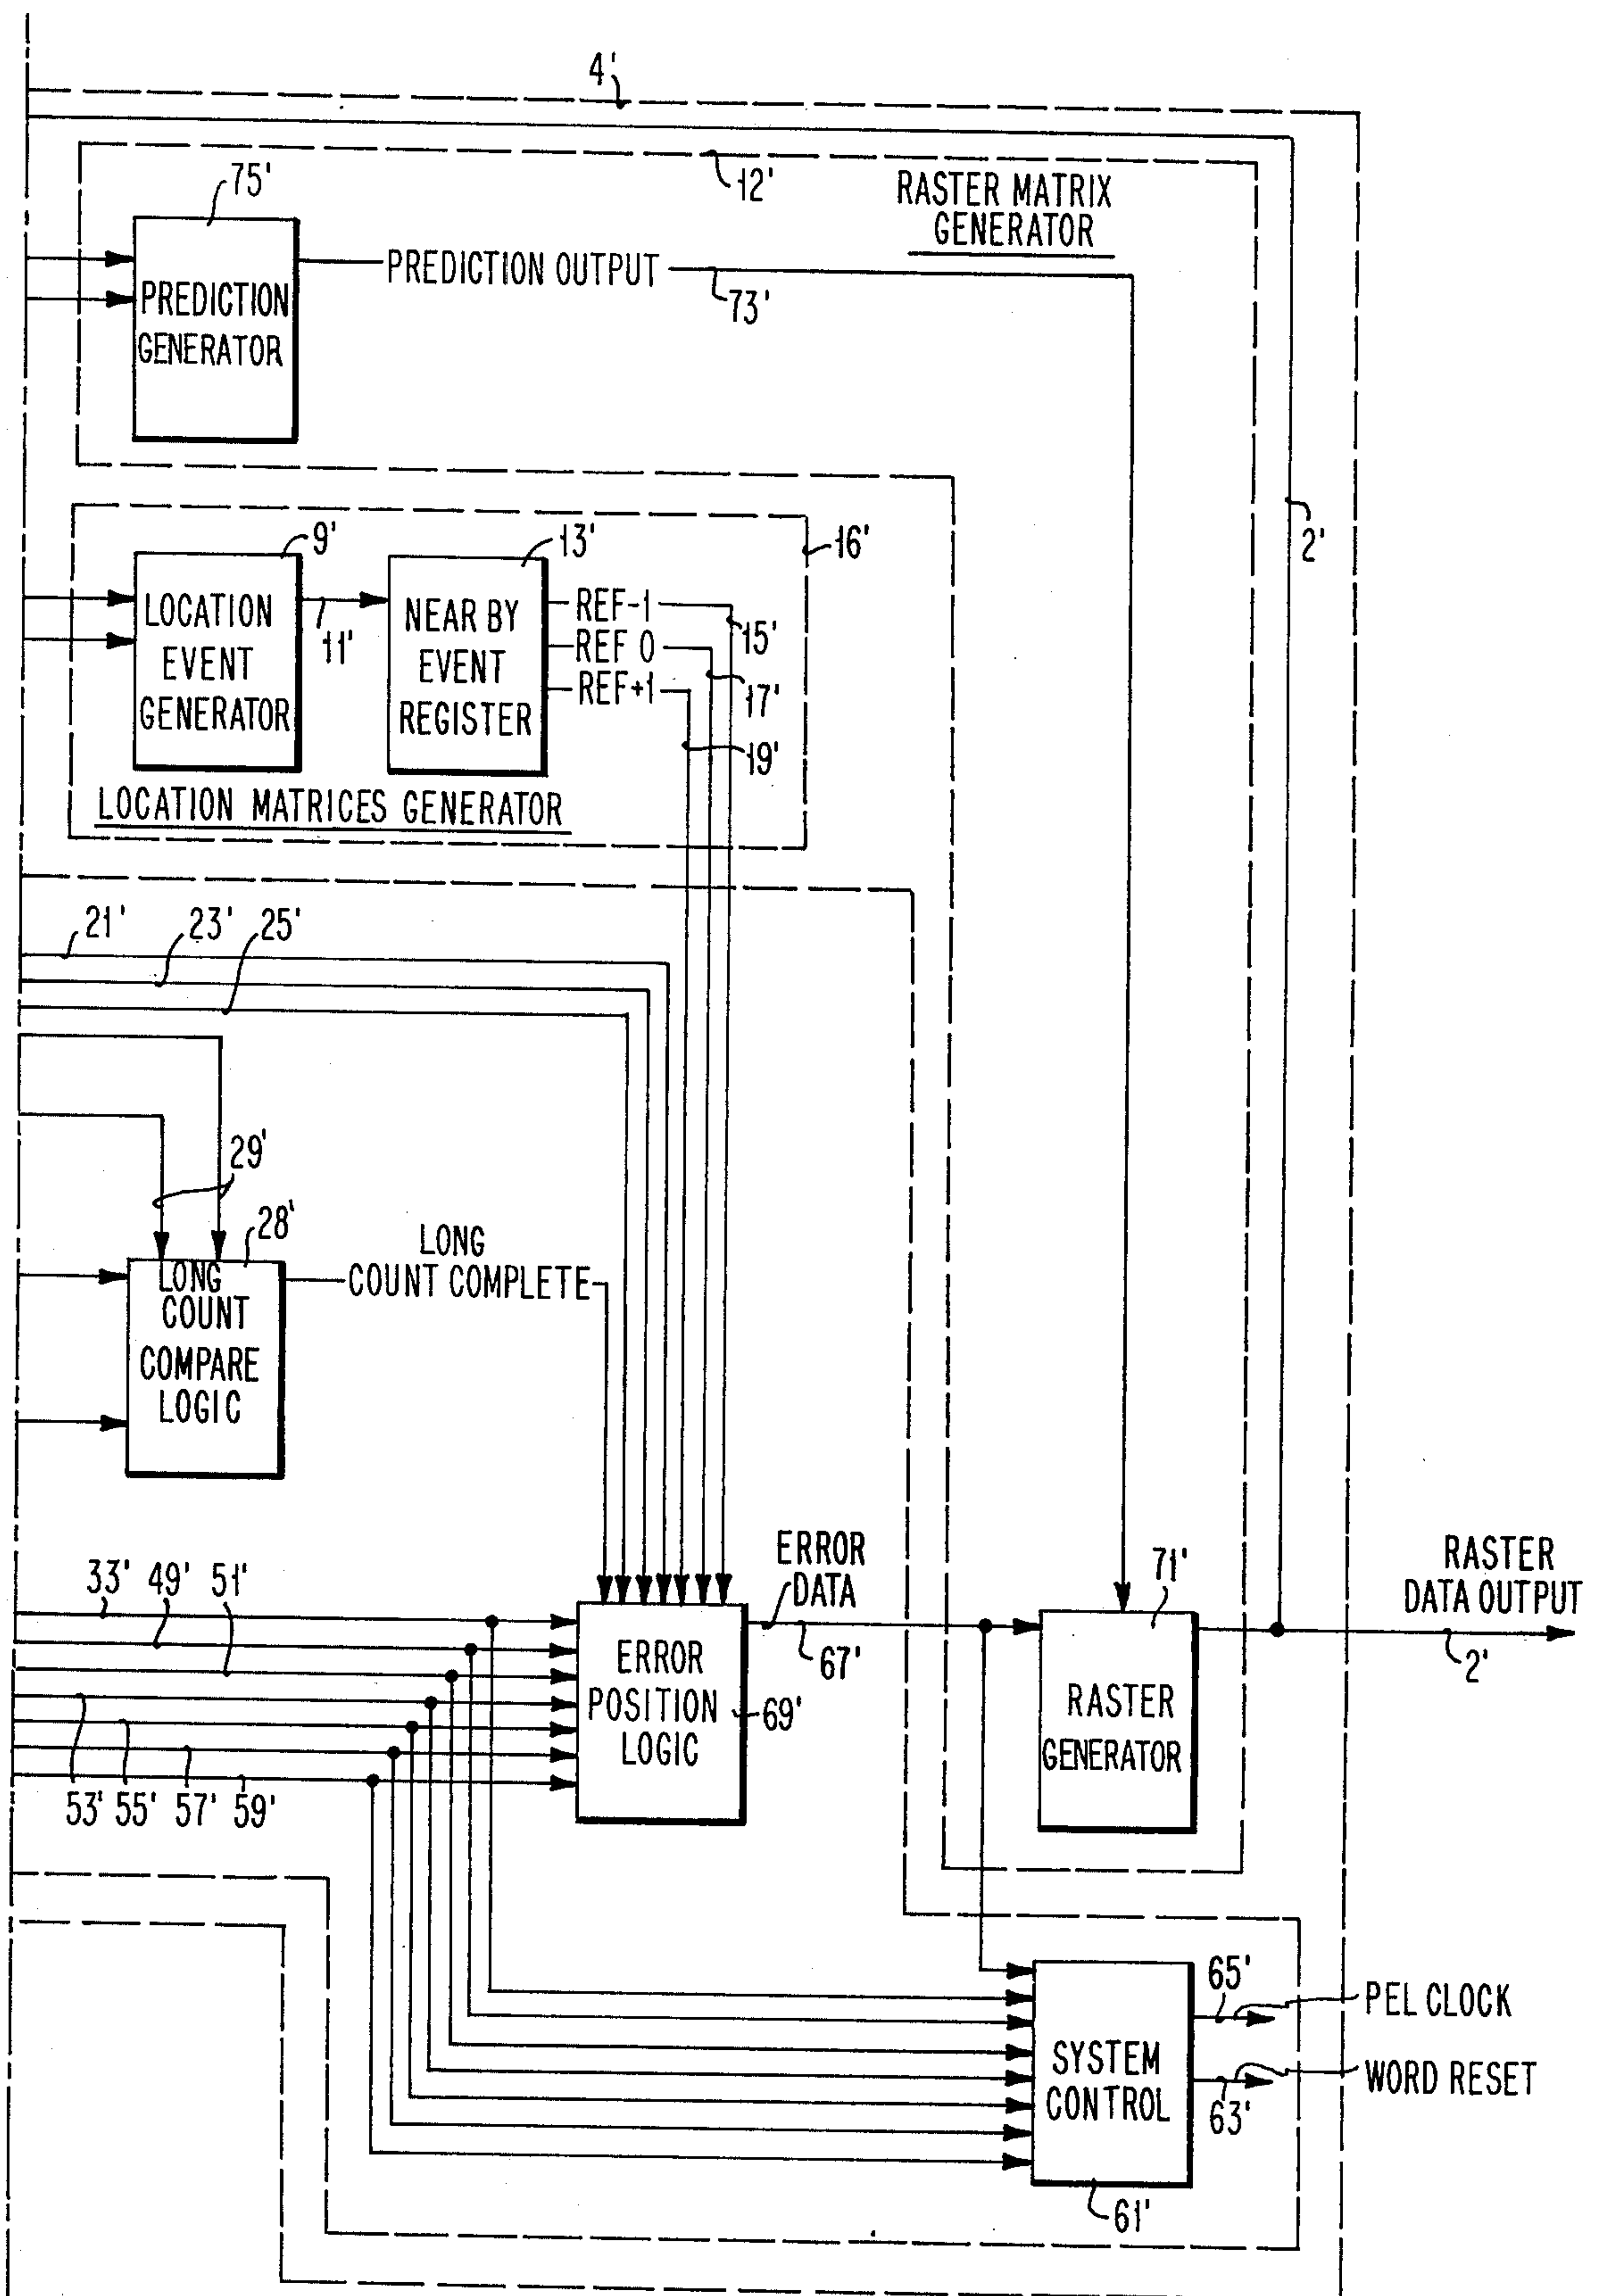 4'
12'
RASTER MATRIX
GENERATOR
75'
PREDICTION
GENERATOR
PREDICTION OUTPUT
73'
2'
9'
13'
16'
LOCATION
EVENT
GENERATOR
11'
NEAR BY
EVENT
REGISTER
REF-1
REF 0
REF+1
15'
17'
19'
LOCATION MATRICES GENERATOR
21'
23'
25'
29'
28'
LONG
COUNT
COMPARE
LOGIC
LONG
COUNT COMPLETE
33'
49'
51'
53'
55'
57'
59'
ERROR
POSITION
LOGIC
69'
ERROR
DATA
67'
71'
RASTER
GENERATOR
RASTER
DATA OUTPUT
2'
SYSTEM
CONTROL
65'
PEL CLOCK
63'
WORD RESET
61'